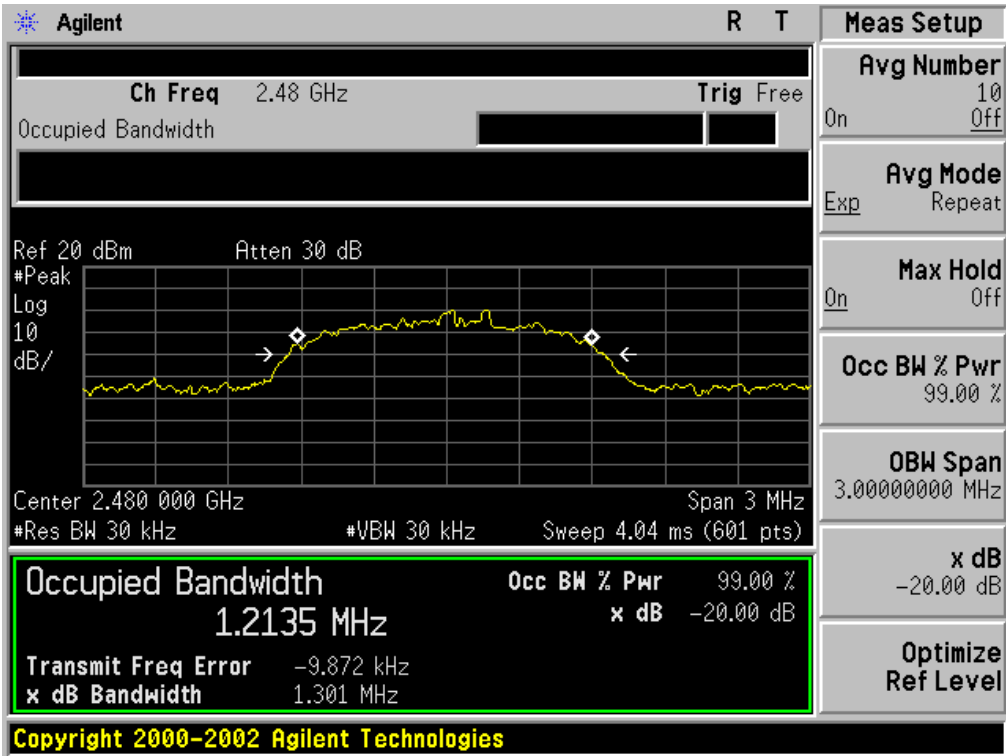 Agilent R T
Ch Freq 2.48 GHz Trig Free
Occupied Bandwidth
Ref 20 dBm Atten 30 dB
#Peak
Log
10
dB/
Center 2.480 000 GHz Span 3 MHz
#Res BW 30 kHz #VBW 30 kHz Sweep 4.04 ms (601 pts)
Occupied Bandwidth Occ BW % Pwr 99.00 %
1.2135 MHz x dB -20.00 dB
Transmit Freq Error -9.872 kHz
x dB Bandwidth 1.301 MHz
Copyright 2000-2002 Agilent Technologies
Meas Setup
Avg Number
10
On Off
Avg Mode
Exp Repeat
Max Hold
On Off
Occ BW % Pwr
99.00 %
OBW Span
3.00000000 MHz
x dB
-20.00 dB
Optimize
Ref Level